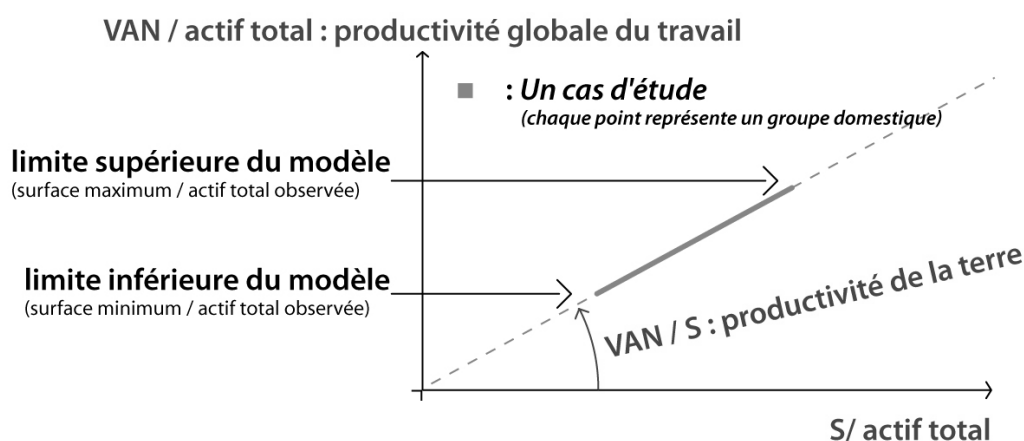 VAN / actif total : productivité globale du travail
: Un cas d'étude
(chaque point représente un groupe domestique)
limite supérieure du modèle
(surface maximum / actif total observée)
limite inférieure du modèle
(surface minimum / actif total observée)
VAN / S : productivité de la terre
S/ actif total